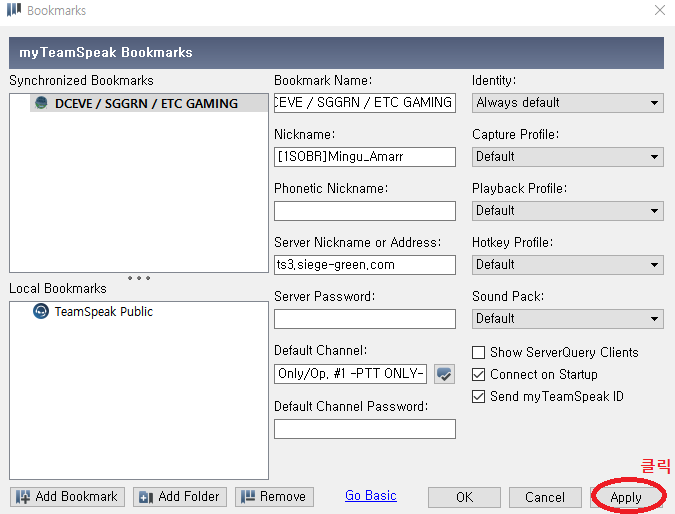 Bookmarks
myTeamSpeak Bookmarks
Synchronized Bookmarks
DCEVE / SGGRN / ETC GAMING
Local Bookmarks
TeamSpeak Public
Bookmark Name:
CEVE / SGGRN / ETC GAMING
Nickname:
[1SOBR]Mingu_Amarr
Phonetic Nickname:
Server Nickname or Address:
ts3.siege-green.com
Server Password:
Default Channel:
Only/Op. #1 -PTT ONLY-
Default Channel Password:
Identity:
Always default
Capture Profile:
Default
Playback Profile:
Default
Hotkey Profile:
Default
Sound Pack:
Default
Show ServerQuery Clients
Connect on Startup
Send myTeamSpeak ID
클릭
Add Bookmark
Add Folder
Remove
Go Basic
OK
Cancel
Apply